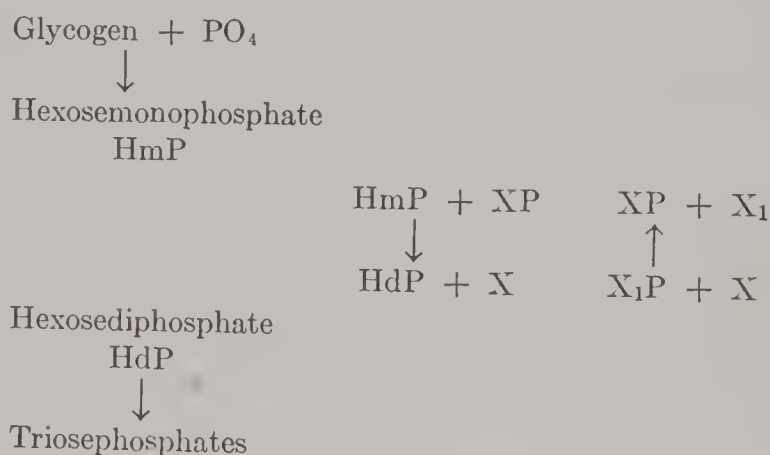 Glycogen + PO₄
↓
Hexosemonophosphate
HmP
HmP + XP XP + X₁
↓ ↑
HdP + X X₁P + X
Hexosediphosphate
HdP
↓
Triosephosphates